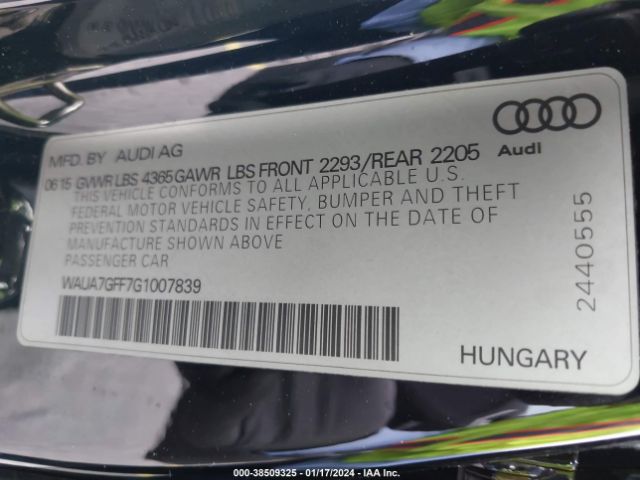 MFD. BY AUDI AG
06 15 GVWR LBS 4365 GAWR LBS FRONT 2293/REAR 2205
THIS VEHICLE CONFORMS TO ALL APPLICABLE U.S.
FEDERAL MOTOR VEHICLE SAFETY, BUMPER AND THEFT
PREVENTION STANDARDS IN EFFECT ON THE DATE OF
MANUFACTURE SHOWN ABOVE
PASSENGER CAR
WAUA7GFF7G1007839
Audi
2440555
HUNGARY
000-38509325 - 01/17/2024 - IAA Inc.